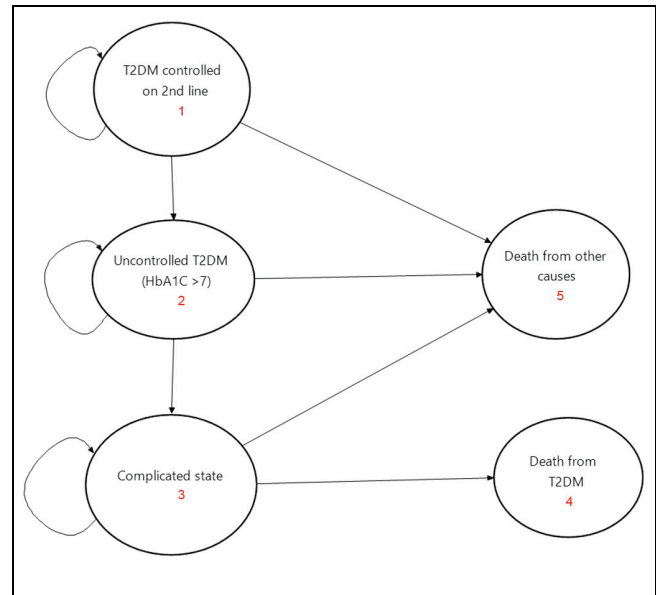 T2DM controlled
on 2nd line
1
Uncontrolled T2DM
(HbA1C >7)
2
Death from other
causes
5
Complicated state
3
Death from
T2DM
4